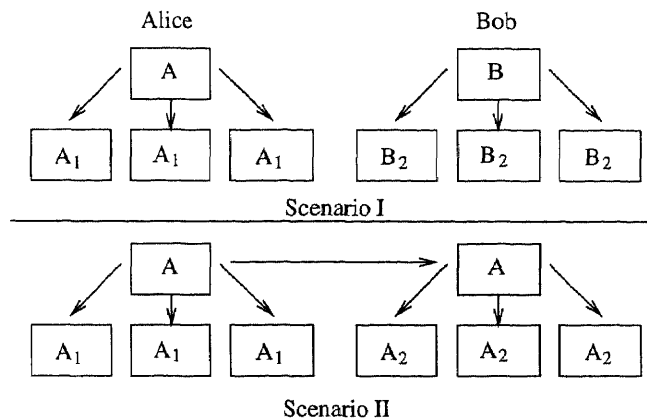 Alice Bob
A B
A₁ A₁ A₁ B₂ B₂ B₂
Scenario I
A A
A₁ A₁ A₁ A₂ A₂ A₂
Scenario II